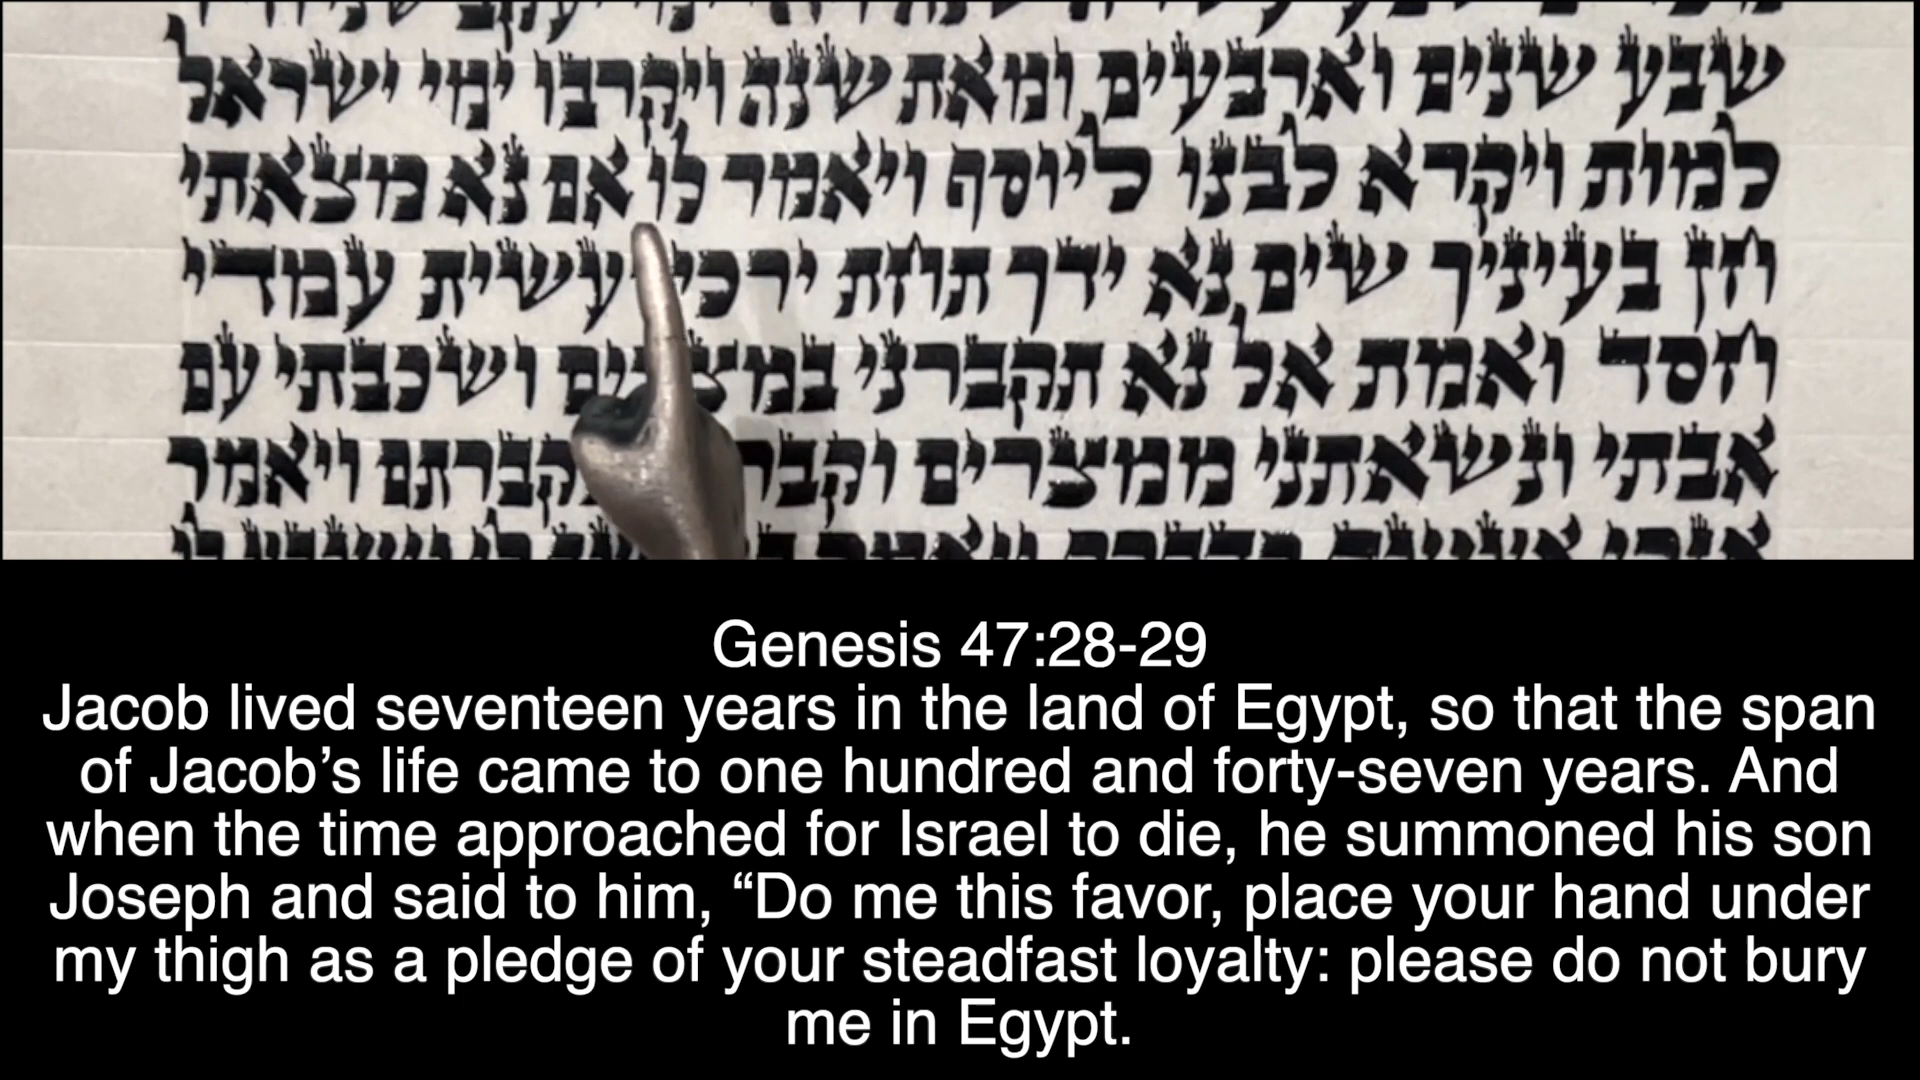 שבע שנים וארבעים ומאת שנה ויקרבו ימי ישראל
למות ויקרא לבנו ליוסף ויאמר לו אם נא מצאתי
חן בעיניך שים נא ידך תחת ירכי עשית עמדי
חסד ואמת אל נא תקברני במצרים ושכבתי עם
אבתי ונשאתני ממצרים ויאמר
Genesis 47:28-29
Jacob lived seventeen years in the land of Egypt, so that the span
of Jacob’s life came to one hundred and forty-seven years. And
when the time approached for Israel to die, he summoned his son
Joseph and said to him, “Do me this favor, place your hand under
my thigh as a pledge of your steadfast loyalty: please do not bury
me in Egypt.